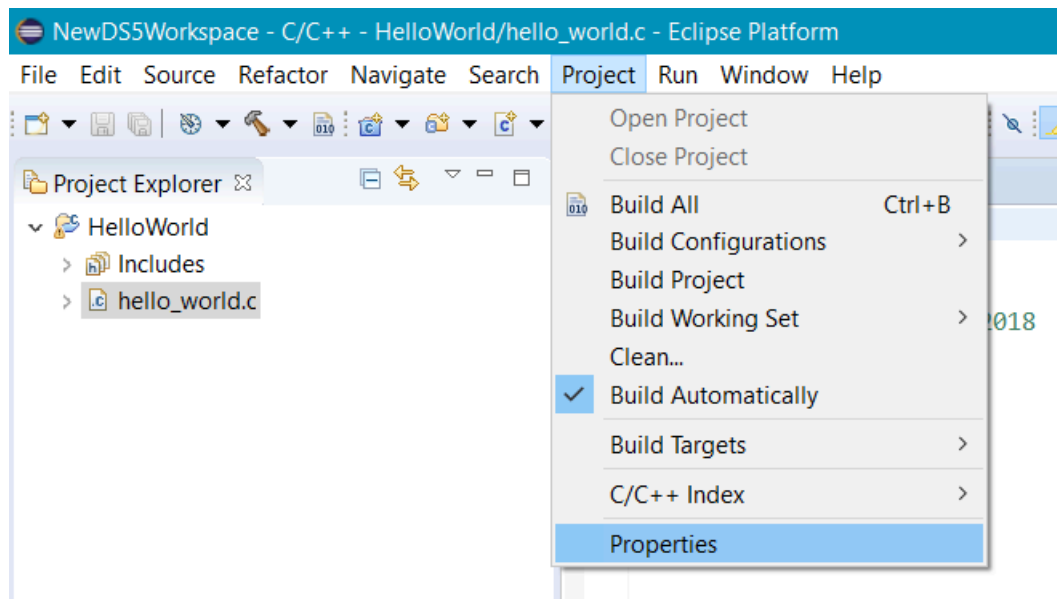 NewDS5Workspace - C/C++ - HelloWorld/hello_world.c - Eclipse Platform
File Edit Source Refactor Navigate Search Project Run Window Help
Open Project
Close Project
Project Explorer
Build All Ctrl+B
HelloWorld
Build Configurations
Includes
Build Project
hello_world.c
Build Working Set
2018
Clean...
Build Automatically
Build Targets
C/C++ Index
Properties